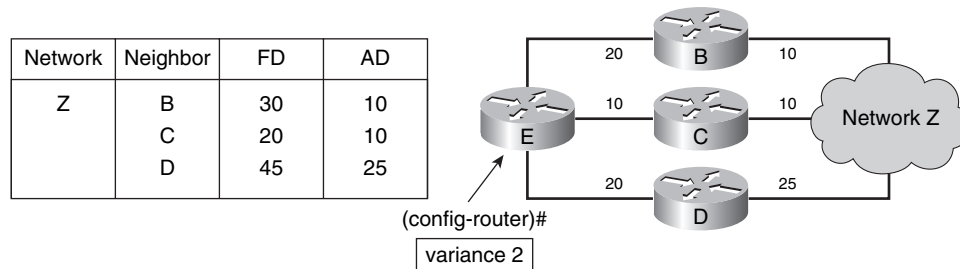 Network Neighbor FD AD
Z B 30 10
C 20 10
D 45 25
20 B 10
E 10 C 10 Network Z
20 D 25
(config-router)#
variance 2